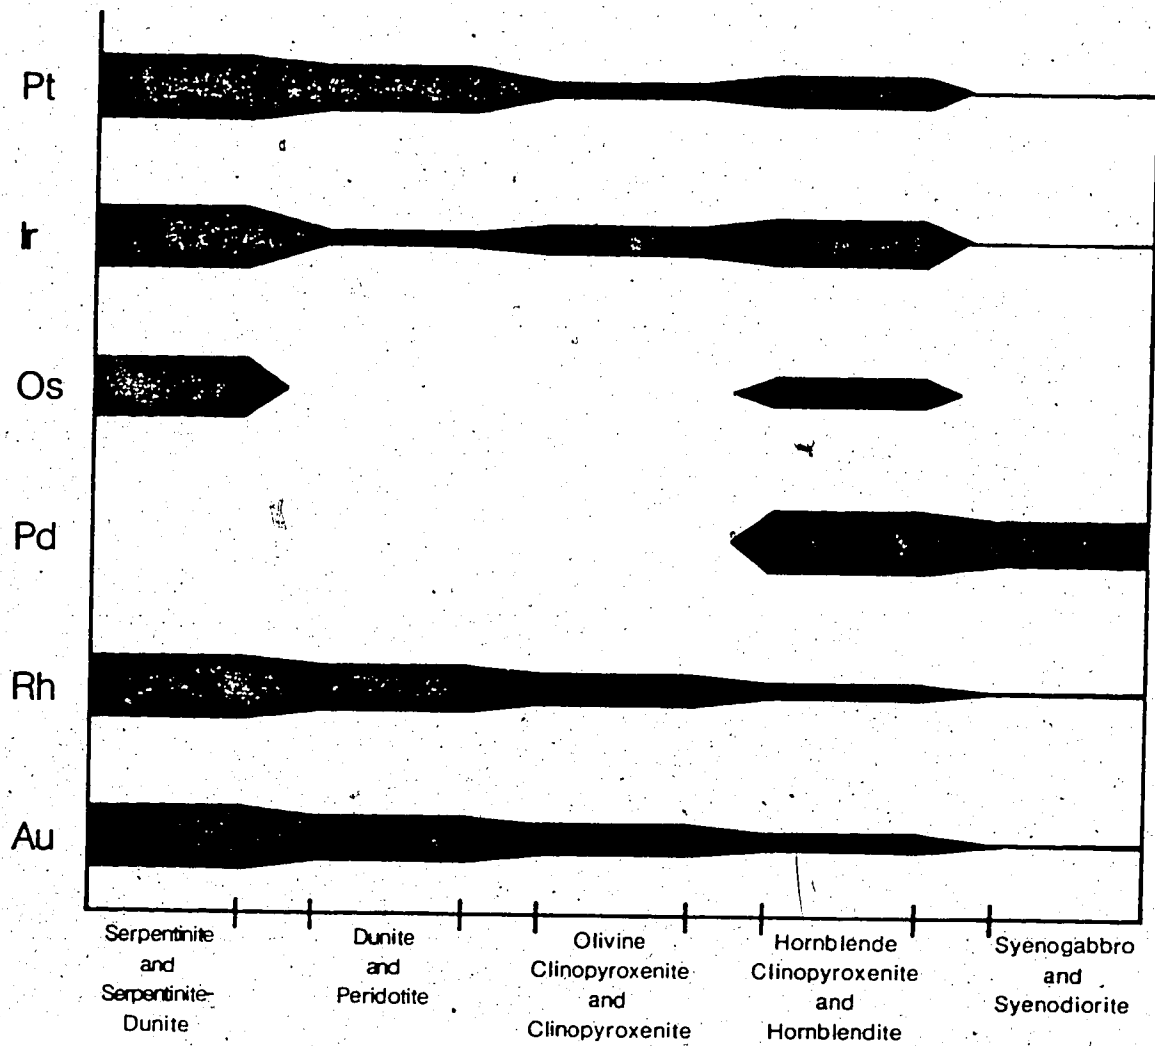 Pt
Ir
Os
Pd
Rh
Au
Serpentinite
and
Serpentinite-
Dunite
Dunite
and
Peridotite
Olivine
Clinopyroxenite
and
Clinopyroxenite
Hornblende
Clinopyroxenite
and
Hornblendite
Syenogabbro
and
Syenodiorite